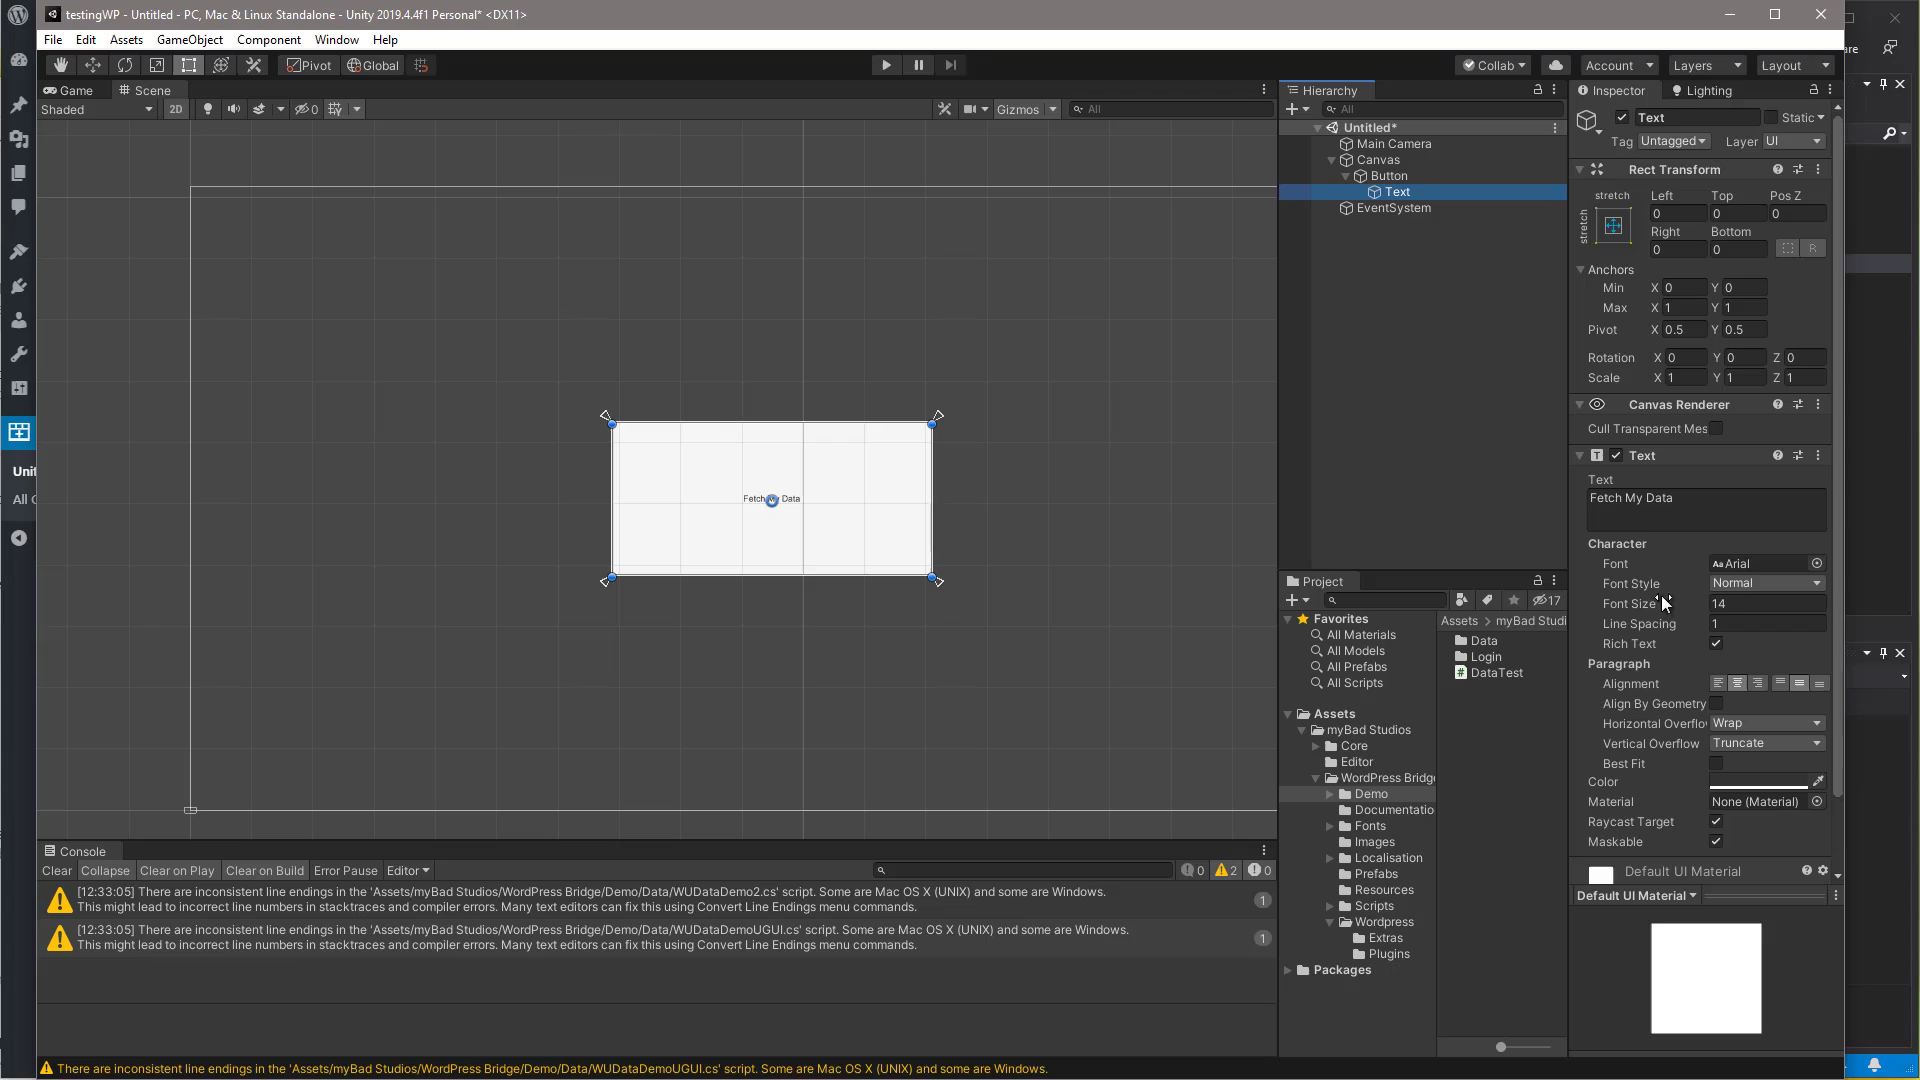 testingWP - Untitled - PC, Mac & Linux Standalone - Unity 2019.4.4f1 Personal* <DX11>
File Edit Assets GameObject Component Window Help
Pivot Global
Collab Account Layers Layout
Game Scene
Shaded 2D 0 Gizmos All
Fetch My Data
Hierarchy
All
Untitled*
Main Camera
Canvas
Button
Text
EventSystem
Project
17
Favorites
All Materials
All Models
All Prefabs
All Scripts
Assets
myBad Studios
Core
Editor
WordPress Bridg
Demo
Documentatio
Fonts
Images
Localisation
Prefabs
Resources
Scripts
Wordpress
Extras
Plugins
Packages
Assets > myBad Studi
Data
Login
DataTest
Inspector Lighting
Text Static
Tag Untagged Layer UI
Rect Transform
stretch Left Top Pos Z
stretch 0 0 0
Right Bottom
0 0 R
Anchors
Min X 0 Y 0
Max X 1 Y 1
Pivot X 0.5 Y 0.5
Rotation X 0 Y 0 Z 0
Scale X 1 Y 1 Z 1
Canvas Renderer
Cull Transparent Mes
Text
Text
Fetch My Data
Character
Font Aa Arial
Font Style Normal
Font Size 14
Line Spacing 1
Rich Text
Paragraph
Alignment
Align By Geometry
Horizontal Overflo Wrap
Vertical Overflow Truncate
Best Fit
Color
Material None (Material)
Raycast Target
Maskable
Default UI Material
Default UI Material
Console
Clear Collapse Clear on Play Clear on Build Error Pause Editor 0 2 0
[12:33:05] There are inconsistent line endings in the 'Assets/myBad Studios/WordPress Bridge/Demo/Data/WUDataDemo2.cs' script. Some are Mac OS X (UNIX) and some are Windows.
This might lead to incorrect line numbers in stacktraces and compiler errors. Many text editors can fix this using Convert Line Endings menu commands.
1
[12:33:05] There are inconsistent line endings in the 'Assets/myBad Studios/WordPress Bridge/Demo/Data/WUDataDemoUGUI.cs' script. Some are Mac OS X (UNIX) and some are Windows.
This might lead to incorrect line numbers in stacktraces and compiler errors. Many text editors can fix this using Convert Line Endings menu commands.
1
There are inconsistent line endings in the 'Assets/myBad Studios/WordPress Bridge/Demo/Data/WUDataDemoUGUI.cs' script. Some are Mac OS X (UNIX) and some are Windows.
Unit
All
are